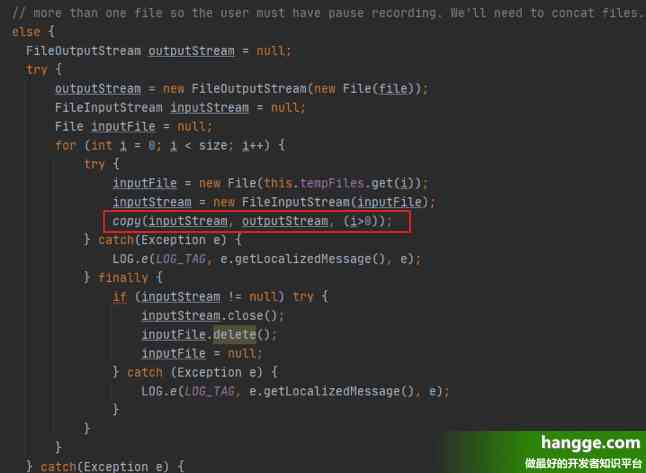 // more than one file so the user must have pause recording. We'll need to concat files.
else {
FileOutputStream outputStream = null;
try {
outputStream = new FileOutputStream(new File(file));
FileInputStream inputStream = null;
File inputFile = null;
for (int i = 0; i < size; i++) {
try {
inputFile = new File(this.tempFiles.get(i));
inputStream = new FileInputStream(inputFile);
copy(inputStream, outputStream, (i>0));
} catch(Exception e) {
LOG.e(LOG_TAG, e.getLocalizedMessage(), e);
} finally {
if (inputStream != null) try {
inputStream.close();
inputFile.delete();
inputFile = null;
} catch (Exception e) {
LOG.e(LOG_TAG, e.getLocalizedMessage(), e);
}
}
}
} catch(Exception e) {
hangge.com
做最好的开发者知识平台